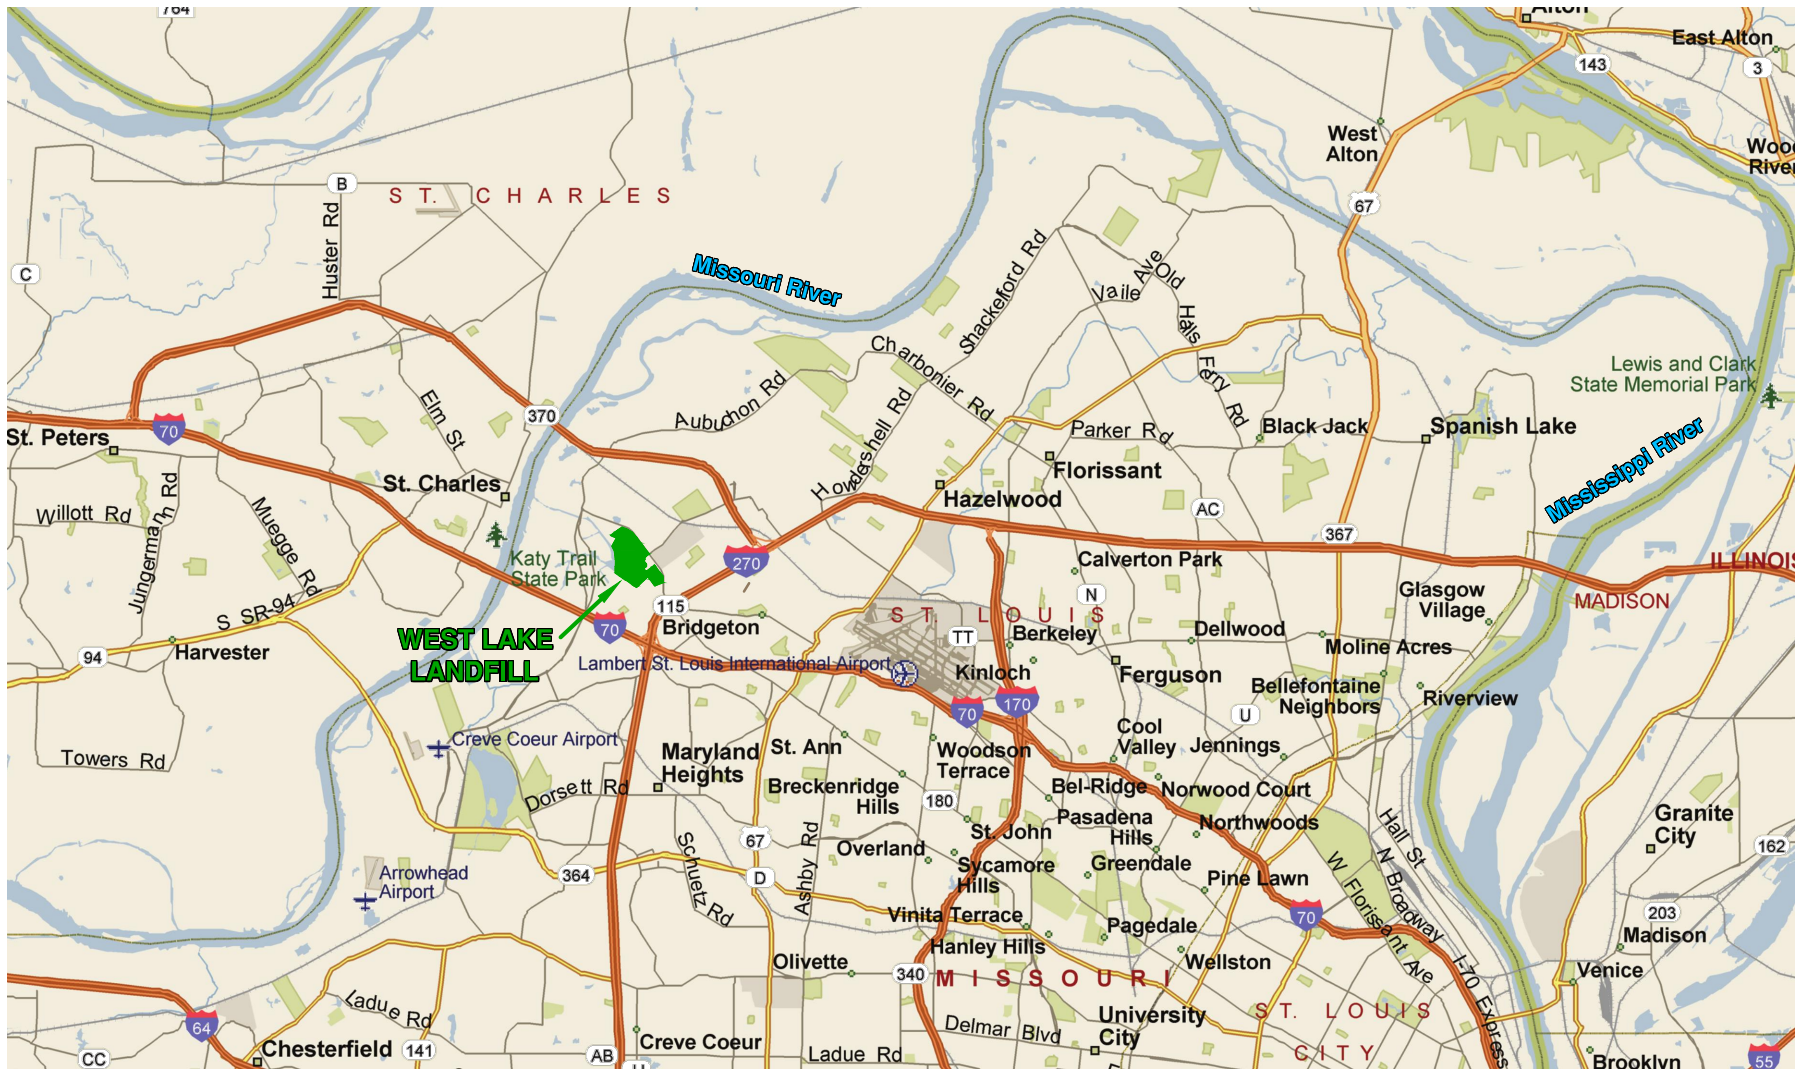 764
Alton
East Alton
143
3
West
Alton
Wood
River
B
ST. CHARLES
Huster Rd
C
67
Missouri River
Shackelford Rd
Vaile Ave
Old Halls Ferry Rd
Charbonier Rd
Aubuchon Rd
Howdershell Rd
Lewis and Clark
State Memorial Park
Elm St
370
70
St. Peters
Parker Rd
Black Jack
Spanish Lake
Mississippi River
St. Charles
Florissant
Hazelwood
Willott Rd
Jungermann Rd
Muegge Rd
AC
367
Katy Trail
State Park
270
Calverton Park
ILLINOIS
N
Glasgow
Village
MADISON
115
S SR-94
ST. LOUIS
70
Bridgeton
TT
Berkeley
Dellwood
WEST LAKE
LANDFILL
94
Harvester
Moline Acres
Lambert St. Louis International Airport
Kinloch
Ferguson
Bellefontaine
Neighbors
Riverview
70
170
U
Creve Coeur Airport
Cool
Valley
Jennings
Towers Rd
Maryland
Heights
St. Ann
Woodson
Terrace
Dorsett Rd
Breckenridge
Hills
180
Bel-Ridge
Norwood Court
Pasadena
Hills
Northwoods
Hall St
Granite
City
67
St. John
162
Schuetz Rd
Ashby Rd
Overland
Sycamore
Hills
Greendale
Pine Lawn
W Florissant Ave
N Broadway
Arrowhead
Airport
364
D
Vinita Terrace
Pagedale
70
203
Madison
Hanley Hills
Olivette
Wellston
I-70 Express
Venice
340
MISSOURI
Ladue Rd
64
ST. LOUIS
CITY
University
City
Delmar Blvd
Chesterfield
141
Creve Coeur
CC
AB
Ladue Rd
Brooklyn
55